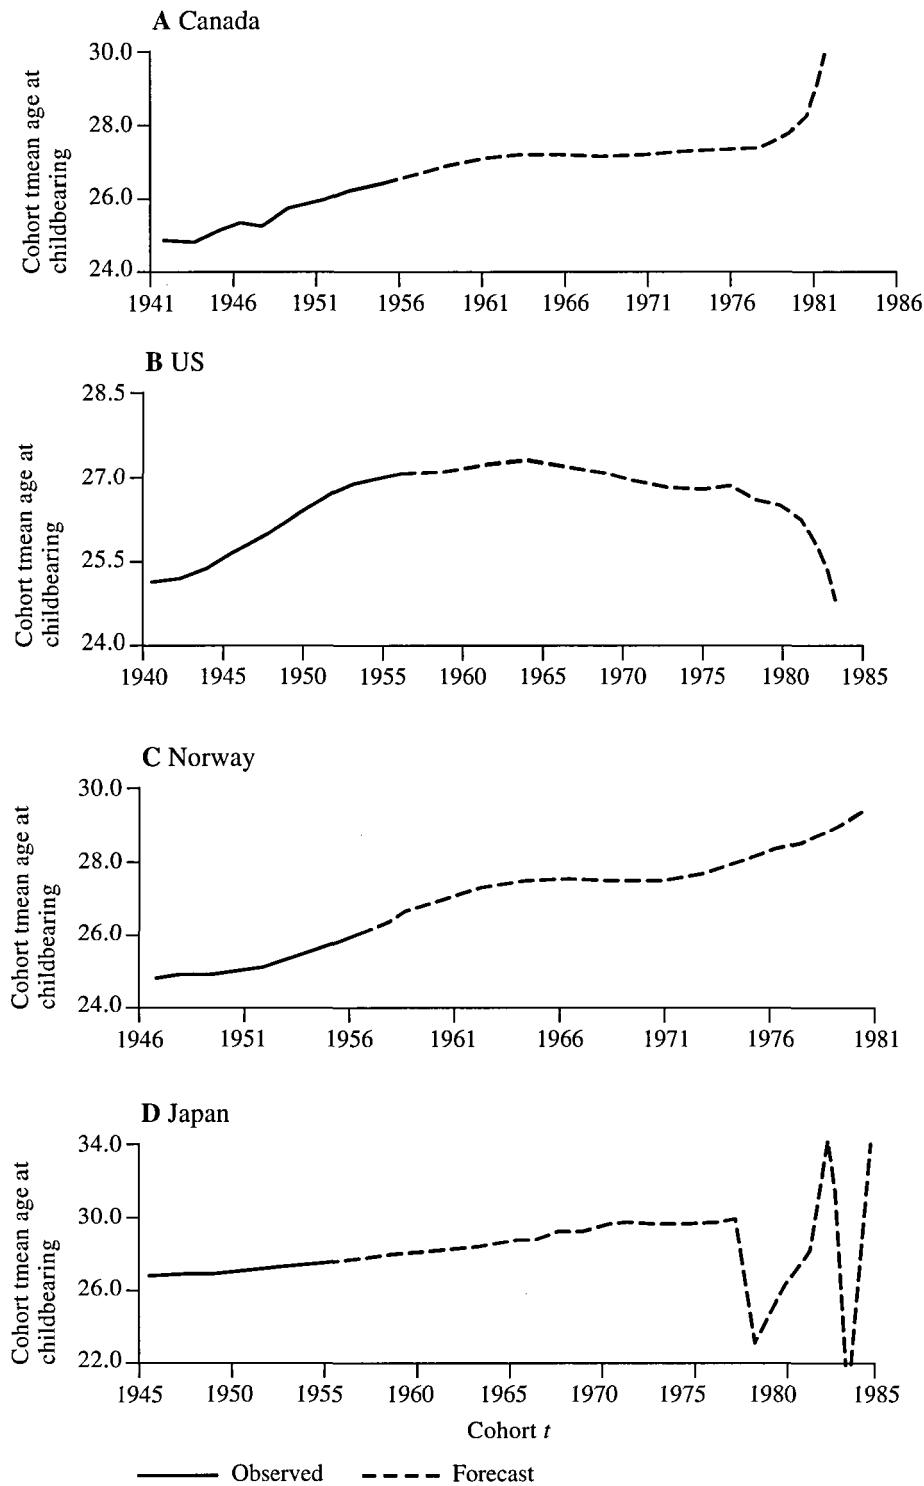 A Canada
Cohort tmean age at
childbearing
30.0
28.0
26.0
24.0
1941 1946 1951 1956 1961 1966 1971 1976 1981 1986
B US
Cohort tmean age at
childbearing
28.5
27.0
25.5
24.0
1940 1945 1950 1955 1960 1965 1970 1975 1980 1985
C Norway
Cohort tmean age at
childbearing
30.0
28.0
26.0
24.0
1946 1951 1956 1961 1966 1971 1976 1981
D Japan
Cohort tmean age at
childbearing
34.0
30.0
26.0
22.0
1945 1950 1955 1960 1965 1970 1975 1980 1985
Cohort t
Observed Forecast